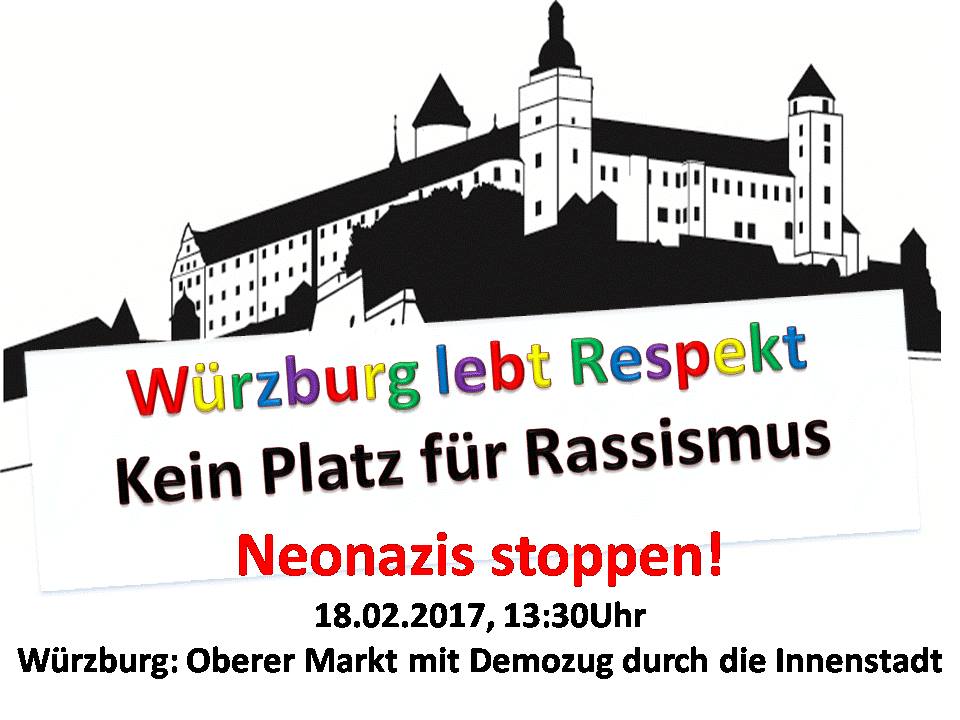 Würzburg lebt Respekt
Kein Platz für Rassismus
Neonazis stoppen!
18.02.2017, 13:30Uhr
Würzburg: Oberer Markt mit Demozug durch die Innenstadt